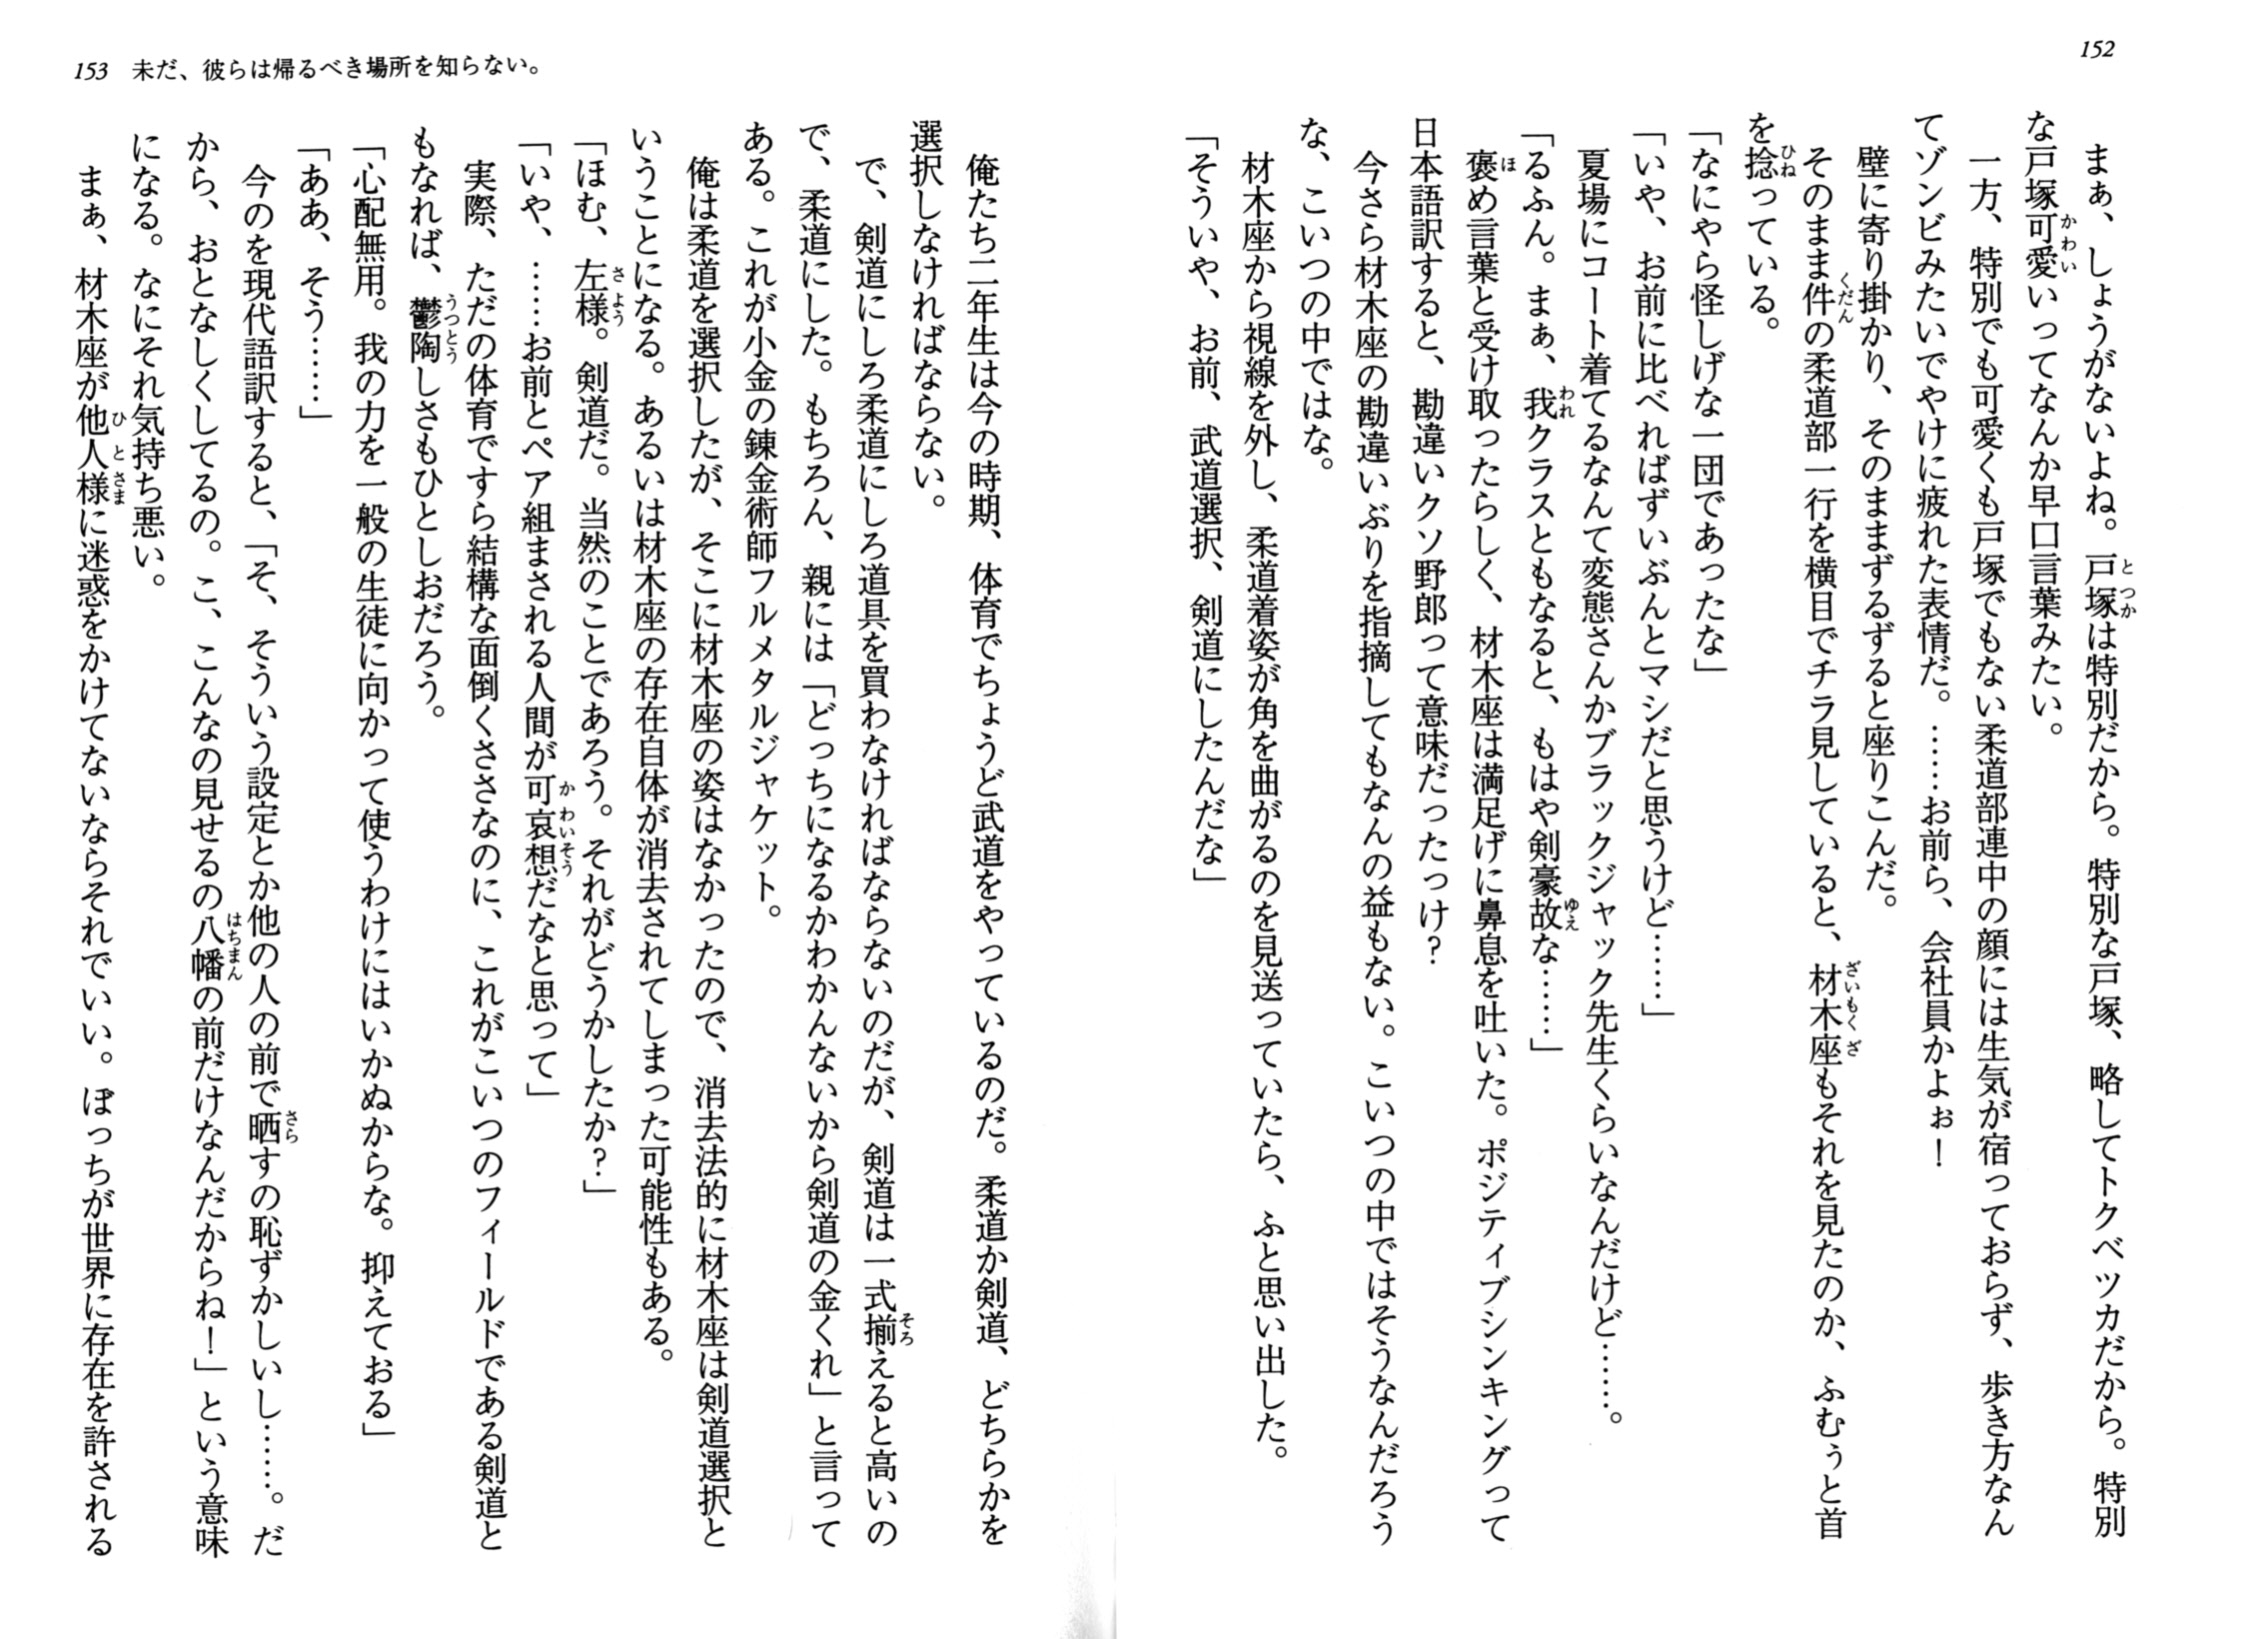 152
まぁ、しょうがないよね。戸塚は特別だから。特別な戸塚、略してトクベツカだから。特別
な戸塚可愛いってなんか早口言葉みたい。
一方、特別でも可愛くも戸塚でもない柔道部連中の顔には生気が宿っておらず、歩き方なん
てゾンビみたいでやけに疲れた表情だ。……お前ら、会社員かよぉ！
壁に寄り掛かり、そのままずるずると座りこんだ。
そのまま件の柔道部一行を横目でチラ見していると、材木座もそれを見たのか、ふむぅと首
を捻っている。
「なにやら怪しげな一団であったな」
「いや、お前に比べればずいぶんとマシだと思うけど……」
夏場にコート着てるなんて変態さんかブラックジャック先生くらいなんだけど……。
「るふん。まぁ、我クラスともなると、もはや剣豪故な……」
褒め言葉と受け取ったらしく、材木座は満足げに鼻息を吐いた。ポジティブシンキングって
日本語訳すると、勘違いクソ野郎って意味だったっけ？
今さら材木座の勘違いぶりを指摘してもなんの益もない。こいつの中ではそうなんだろう
な、こいつの中ではな。
材木座から視線を外し、柔道着姿が角を曲がるのを見送っていたら、ふと思い出した。
「そういや、お前、武道選択、剣道にしたんだな」
153 未だ、彼らは帰るべき場所を知らない。
俺たち二年生は今の時期、体育でちょうど武道をやっているのだ。柔道か剣道、どちらかを
選択しなければならない。
で、剣道にしろ柔道にしろ道具を買わなければならないのだが、剣道は一式揃えると高いの
で、柔道にした。もちろん、親には「どっちになるかわかんないから剣道の金くれ」と言って
ある。これが小金の錬金術師フルメタルジャケット。
俺は柔道を選択したが、そこに材木座の姿はなかったので、消去法的に材木座は剣道選択と
いうことになる。あるいは材木座の存在自体が消去されてしまった可能性もある。
「ほむ、左様。剣道だ。当然のことであろう。それがどうかしたか？」
「いや、……お前とペア組まされる人間が可哀想だなと思って」
実際、ただの体育ですら結構な面倒くささなのに、これがこいつのフィールドである剣道と
もなれば、鬱陶しさもひとしおだろう。
「心配無用。我の力を一般の生徒に向かって使うわけにはいかぬからな。抑えておる」
「ああ、そう……」
今のを現代語訳すると、「そ、そういう設定とか他の人の前で晒すの恥ずかしいし……。だ
から、おとなしくしてるの。こ、こんなの見せるの八幡の前だけなんだからね！」という意味
になる。なにそれ気持ち悪い。
まぁ、材木座が他人様に迷惑をかけてないならそれでいい。ぼっちが世界に存在を許される